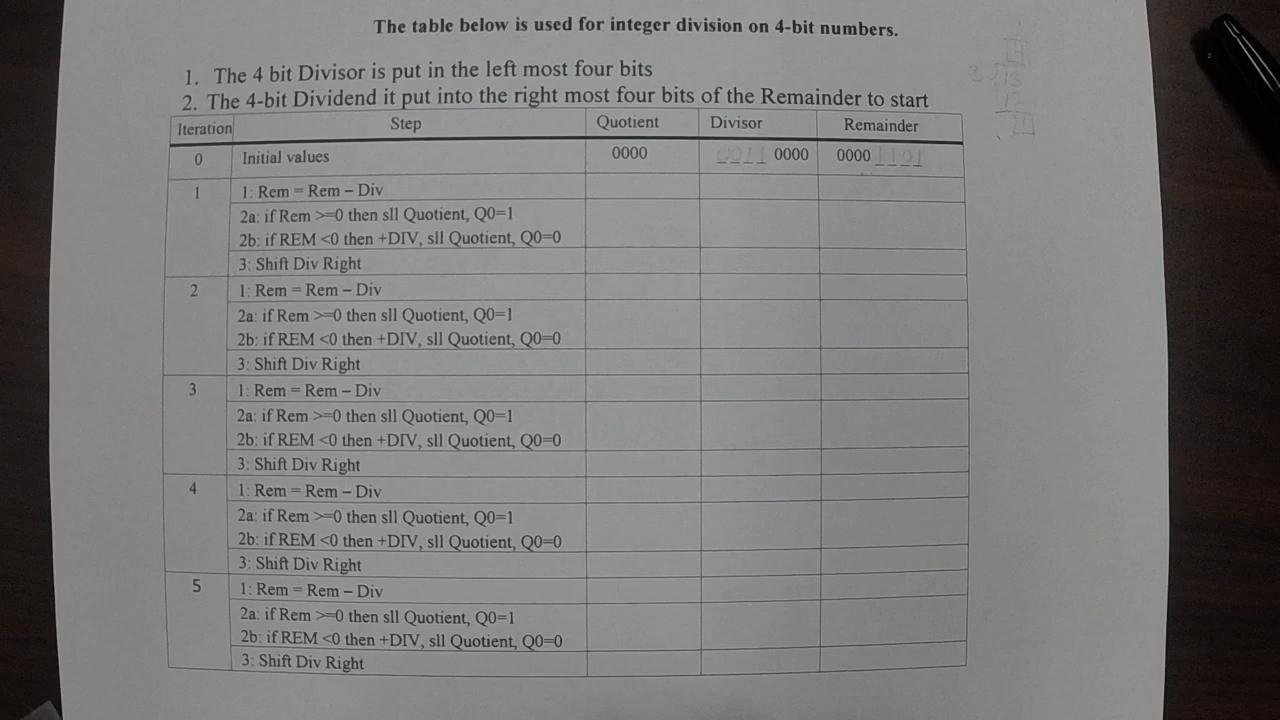 The table below is used for integer division on 4-bit numbers.
1. The 4 bit Divisor is put in the left most four bits
2. The 4-bit Dividend it put into the right most four bits of the Remainder to start
Iteration Step Quotient Divisor Remainder
0 Initial values 0000 0011 0000 0000 1101
1 1: Rem = Rem – Div
2a: if Rem >=0 then sll Quotient, Q0=1
2b: if REM <0 then +DIV, sll Quotient, Q0=0
3: Shift Div Right
2 1: Rem = Rem – Div
2a: if Rem >=0 then sll Quotient, Q0=1
2b: if REM <0 then +DIV, sll Quotient, Q0=0
3: Shift Div Right
3 1: Rem = Rem – Div
2a: if Rem >=0 then sll Quotient, Q0=1
2b: if REM <0 then +DIV, sll Quotient, Q0=0
3: Shift Div Right
4 1: Rem = Rem – Div
2a: if Rem >=0 then sll Quotient, Q0=1
2b: if REM <0 then +DIV, sll Quotient, Q0=0
3: Shift Div Right
5 1: Rem = Rem – Div
2a: if Rem >=0 then sll Quotient, Q0=1
2b: if REM <0 then +DIV, sll Quotient, Q0=0
3: Shift Div Right